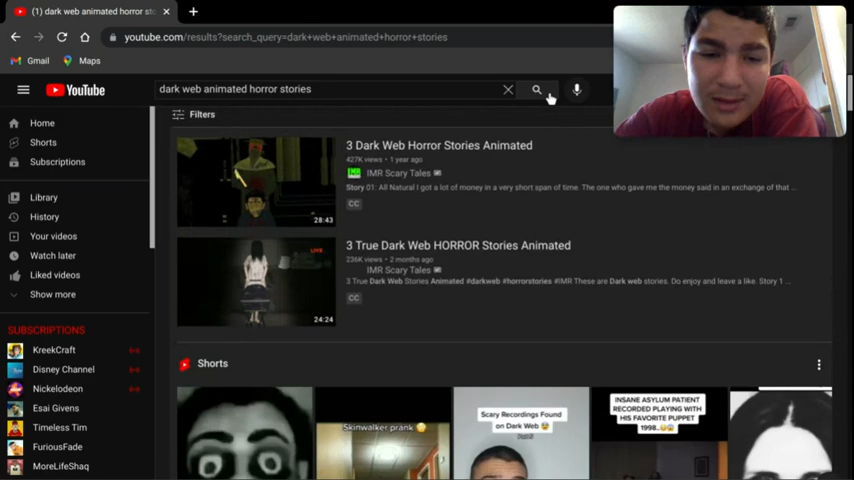 (1) dark web animated horror sto
youtube.com/results?search_query=dark+web+animated+horror+stories
Gmail
Maps
YouTube
dark web animated horror stories
Filters
Home
Shorts
Subscriptions
Library
History
Your videos
Watch later
Liked videos
Show more
SUBSCRIPTIONS
KreekCraft
Disney Channel
Nickelodeon
Esai Givens
Timeless Tim
FuriousFade
MoreLifeShaq
28:43
3 Dark Web Horror Stories Animated
427K views • 1 year ago
IMR Scary Tales
Story 01: All Natural I got a lot of money in a very short span of time. The one who gave me the money said in an exchange of that ...
CC
LIVE
24:24
3 True Dark Web HORROR Stories Animated
236K views • 2 months ago
IMR Scary Tales
3 True Dark Web Stories Animated #darkweb #horrorstories #IMR These are Dark web stories. Do enjoy and leave a like. Story 1 ...
CC
Shorts
Skinwalker prank
Scary Recordings Found
on Dark Web
INSANE ASYLUM PATIENT
RECORDED PLAYING WITH
HIS FAVORITE PUPPET
1998...